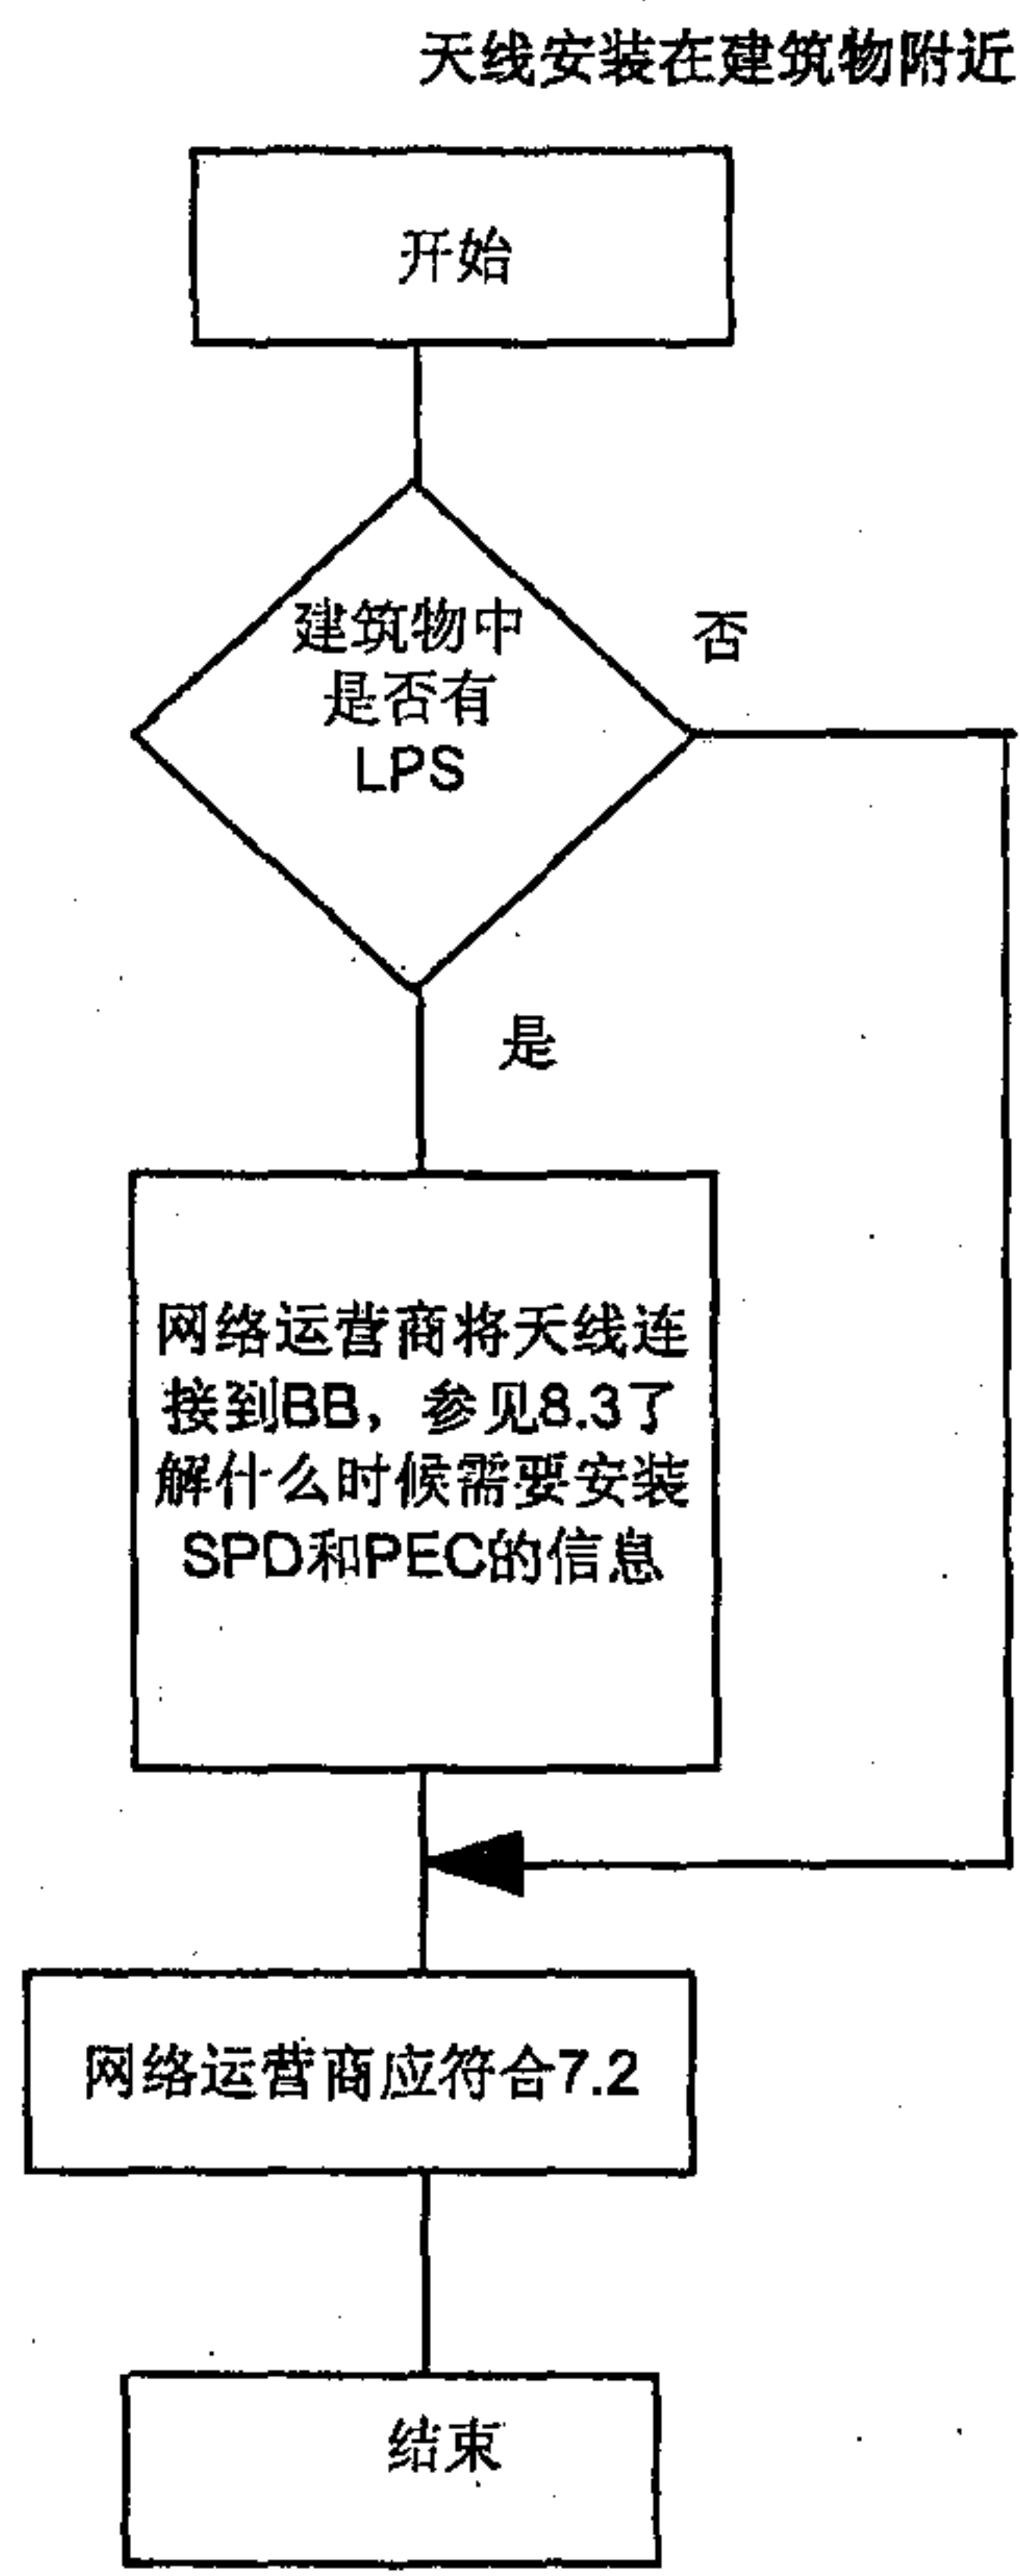 天线安装在建筑物附近
开始
建筑物中
是否有
LPS
否
是
网络运营商将天线连
接到BB，参见8.3了
解什么时候需要安装
SPD和PEC的信息
网络运营商应符合7.2
结束